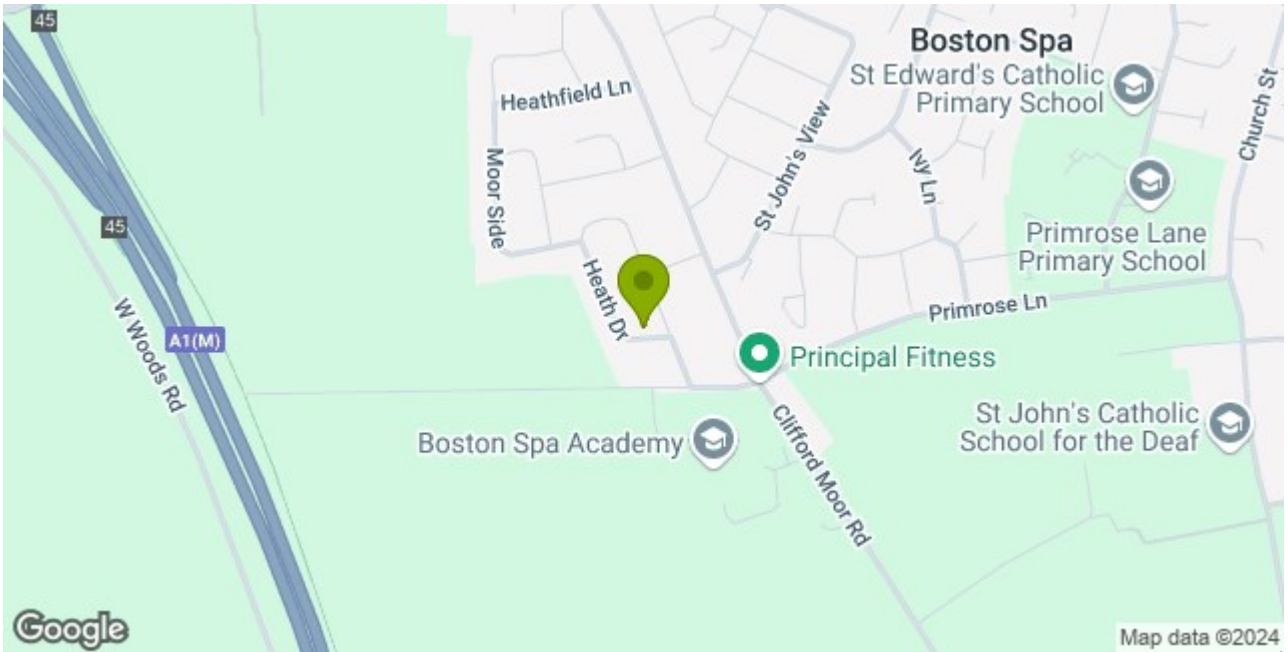 45
Boston Spa
St Edward's Catholic
Primary School
Heathfield Ln
Church St
St John's View
Ivy Ln
Moor Side
45
Primrose Lane
Primary School
Heath Dr
Primrose Ln
W Woods Rd
A1(M)
Principal Fitness
St John's Catholic
School for the Deaf
Boston Spa Academy
Clifford Moor Rd
Google
Map data ©2024